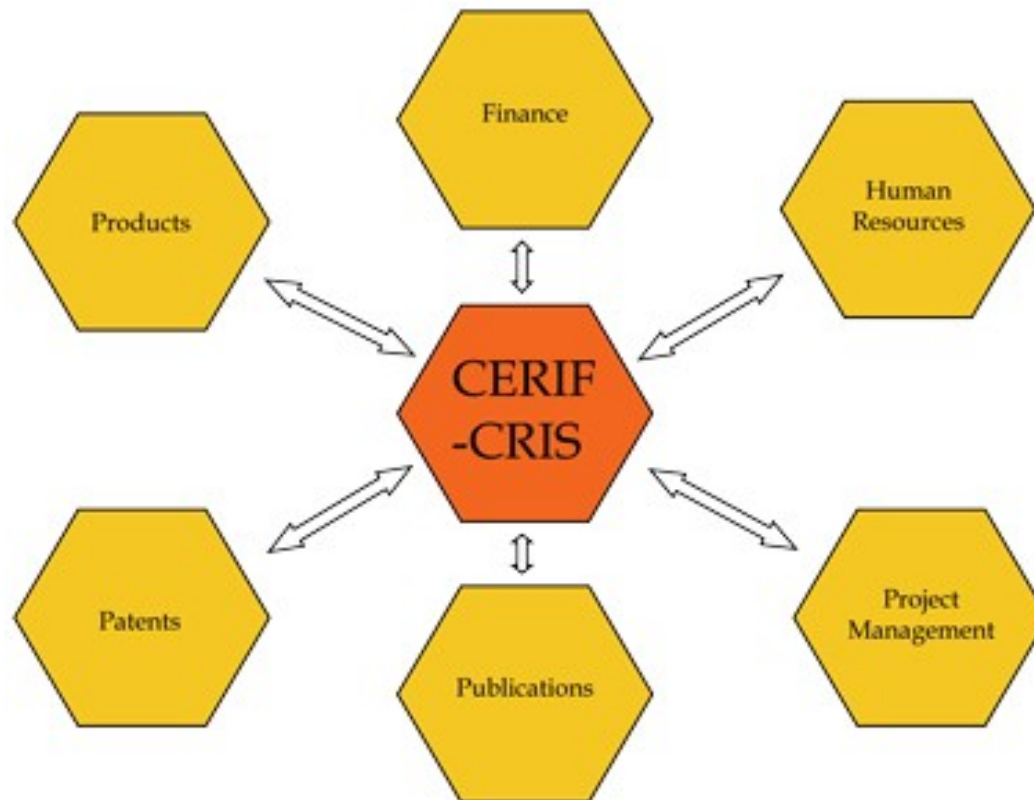 Finance
Products
Human
Resources
CERIF
-CRIS
Patents
Project
Management
Publications